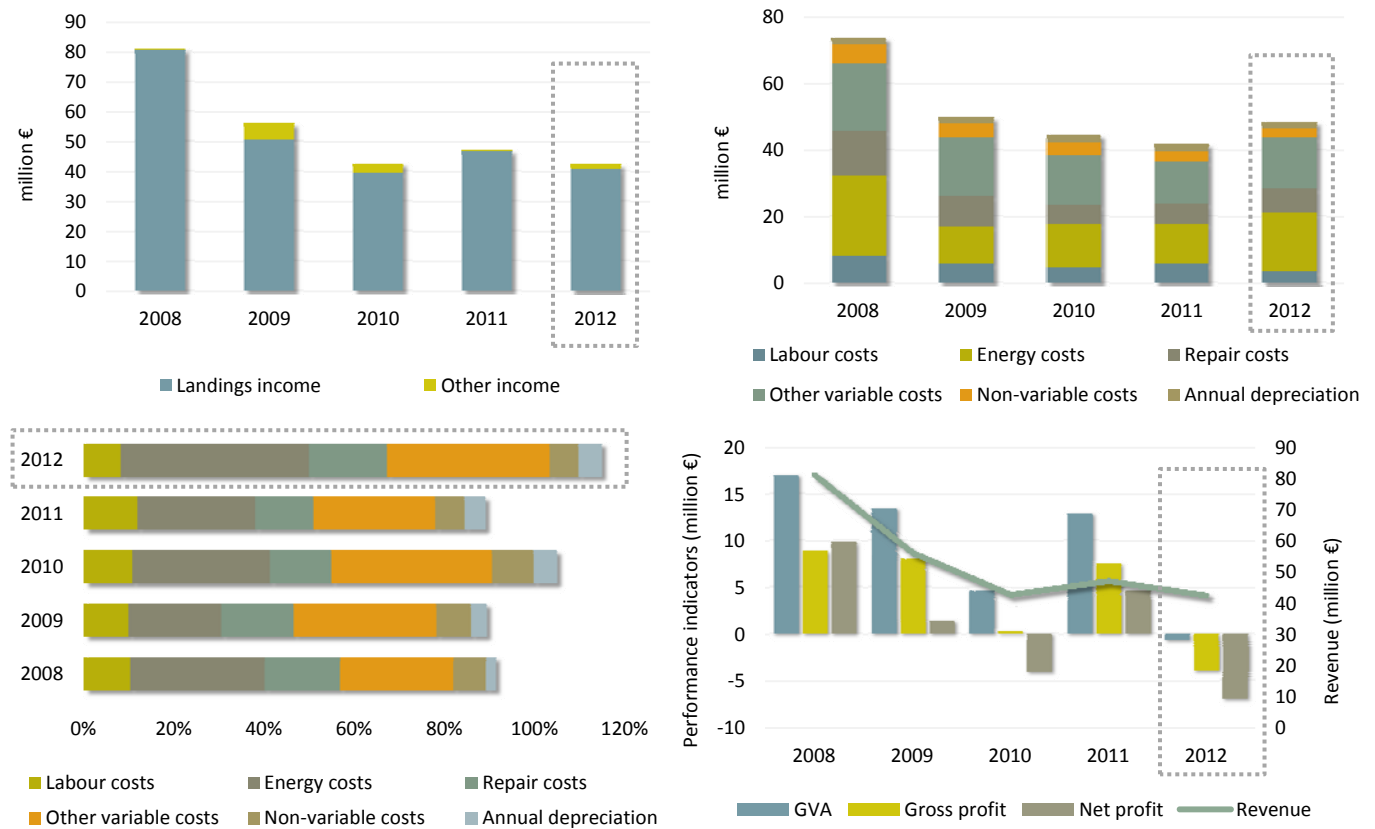 90
80
70
60
50
40
30
20
10
0
million €
2008 2009 2010 2011 2012
Landings income Other income
80
60
40
20
0
million €
2008 2009 2010 2011 2012
Labour costs Energy costs Repair costs
Other variable costs Non-variable costs Annual depreciation
2012
2011
2010
2009
2008
0% 20% 40% 60% 80% 100% 120%
Labour costs Energy costs Repair costs
Other variable costs Non-variable costs Annual depreciation
20
15
10
5
0
-5
-10
Performance indicators (million €)
90
80
70
60
50
40
30
20
10
0
Revenue (million €)
2008 2009 2010 2011 2012
GVA Gross profit Net profit Revenue